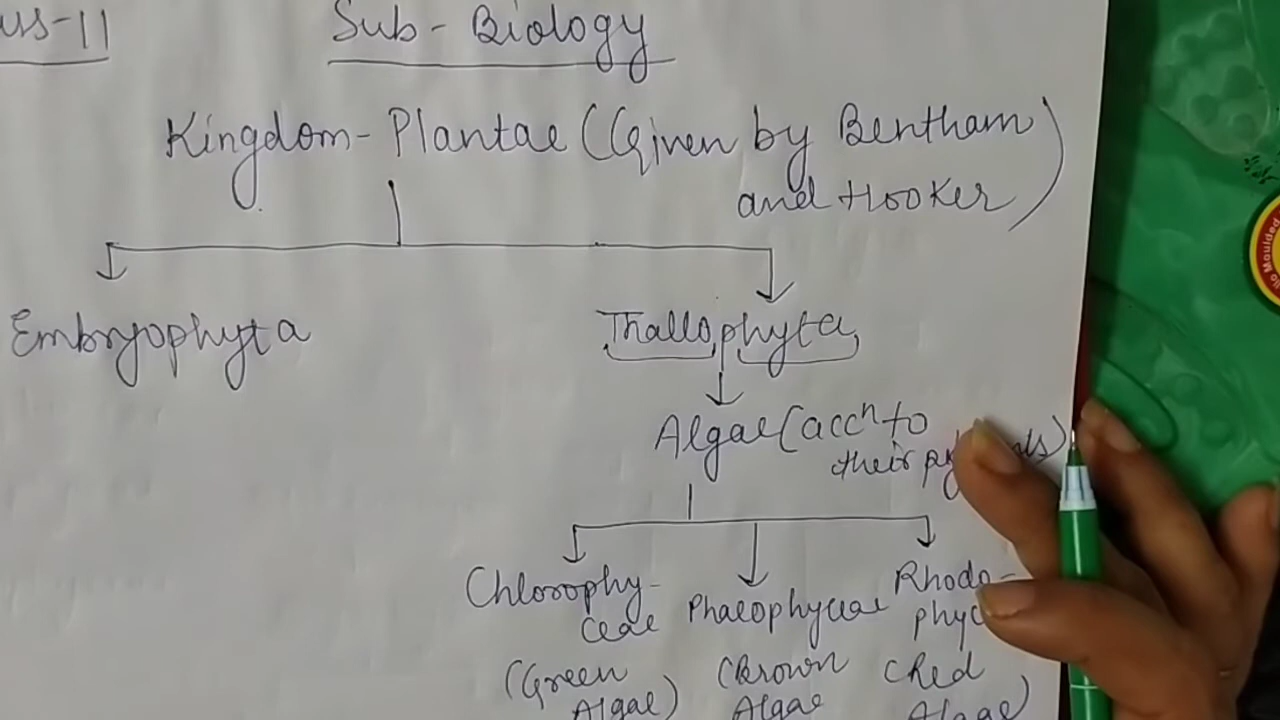 Sub- Biology
Kingdom- Plantae (Given by Bentham
and Hooker)
Embryophyta
Thallophyta
Algae (accn to
their
Chlorophy-
ceae
Phaeophyceae
Rhodo-
(Green
Algae)
(Brown
Algae
(Red
Algae)
Moulded